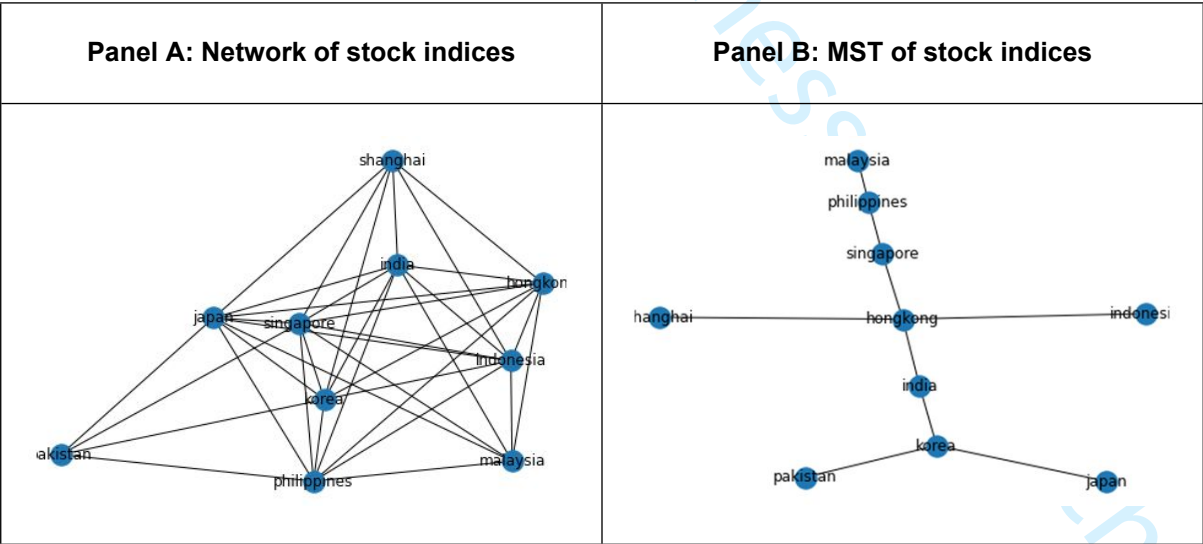 Panel A: Network of stock indices
Panel B: MST of stock indices
shanghai
india
hongkon
japan
singapore
Indonesia
korea
akistan
malaysia
philippines
malaysia
philippines
singapore
hanghai
hongkong
indonesi
india
korea
pakistan
japan